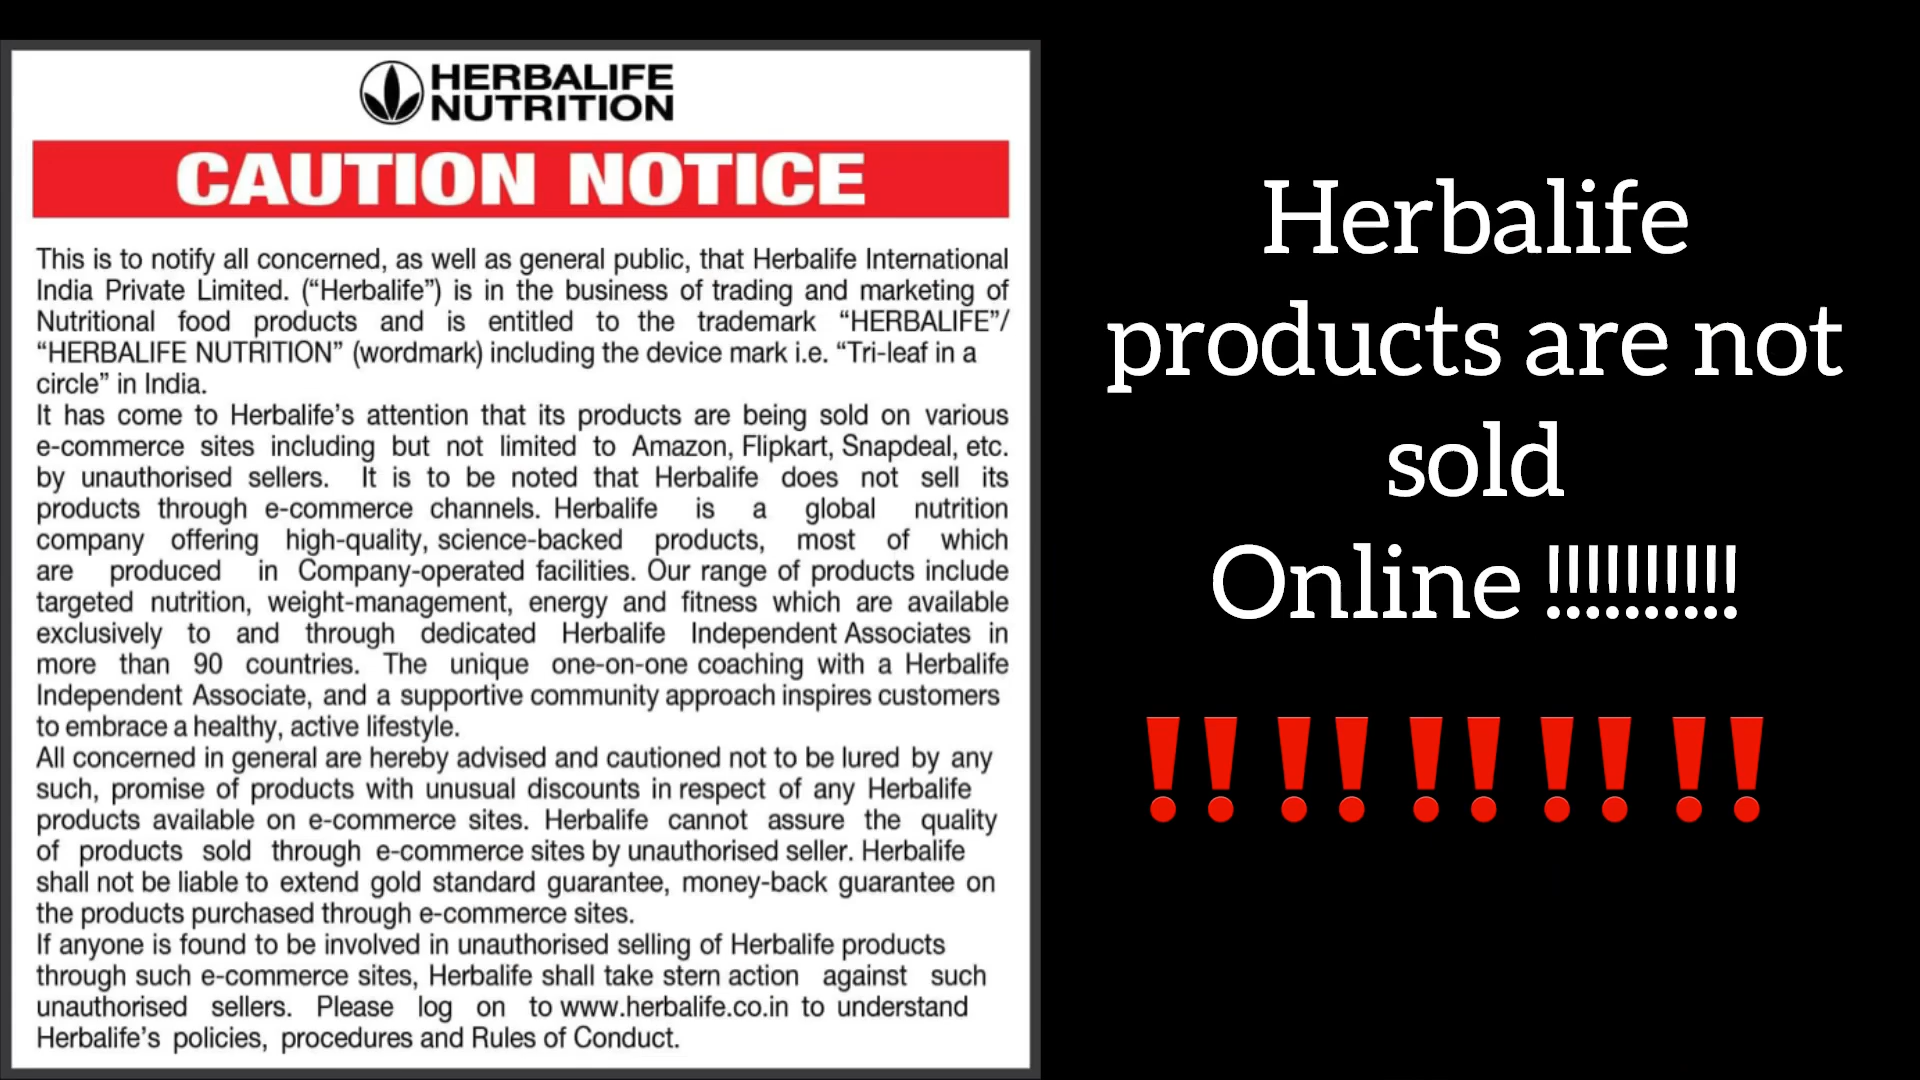 HERBALIFE
NUTRITION
CAUTION NOTICE
This is to notify all concerned, as well as general public, that Herbalife International
India Private Limited. (“Herbalife”) is in the business of trading and marketing of
Nutritional food products and is entitled to the trademark “HERBALIFE”/
“HERBALIFE NUTRITION” (wordmark) including the device mark i.e. “Tri-leaf in a
circle” in India.
It has come to Herbalife’s attention that its products are being sold on various
e-commerce sites including but not limited to Amazon, Flipkart, Snapdeal, etc.
by unauthorised sellers. It is to be noted that Herbalife does not sell its
products through e-commerce channels. Herbalife is a global nutrition
company offering high-quality, science-backed products, most of which
are produced in Company-operated facilities. Our range of products include
targeted nutrition, weight-management, energy and fitness which are available
exclusively to and through dedicated Herbalife Independent Associates in
more than 90 countries. The unique one-on-one coaching with a Herbalife
Independent Associate, and a supportive community approach inspires customers
to embrace a healthy, active lifestyle.
All concerned in general are hereby advised and cautioned not to be lured by any
such, promise of products with unusual discounts in respect of any Herbalife
products available on e-commerce sites. Herbalife cannot assure the quality
of products sold through e-commerce sites by unauthorised seller. Herbalife
shall not be liable to extend gold standard guarantee, money-back guarantee on
the products purchased through e-commerce sites.
If anyone is found to be involved in unauthorised selling of Herbalife products
through such e-commerce sites, Herbalife shall take stern action against such
unauthorised sellers. Please log on to www.herbalife.co.in to understand
Herbalife’s policies, procedures and Rules of Conduct.
Herbalife
products are not
sold
Online !!!!!!!!!!
‼‼‼‼‼